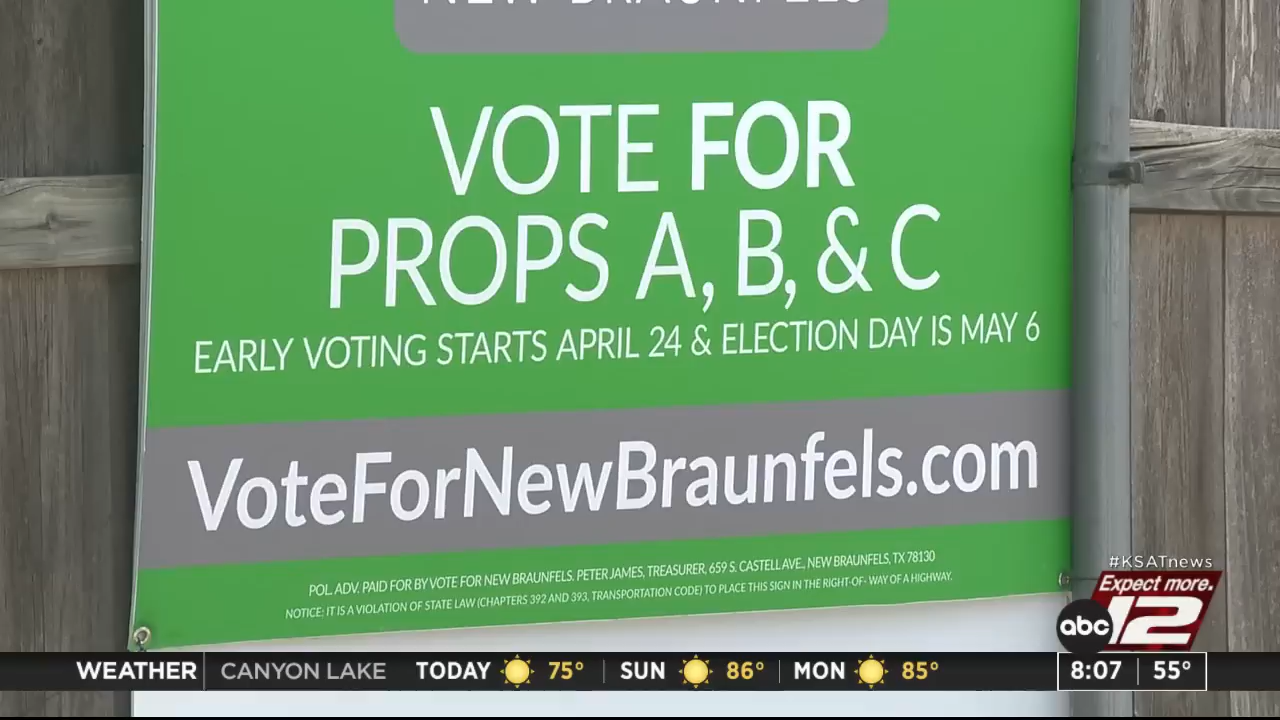 NEW BRAUNFELS
VOTE FOR
PROPS A, B, & C
EARLY VOTING STARTS APRIL 24 & ELECTION DAY IS MAY 6
VoteForNewBraunfels.com
POL. ADV. PAID FOR BY VOTE FOR NEW BRAUNFELS. PETER JAMES, TREASURER, 659 S. CASTELL AVE., NEW BRAUNFELS, TX 78130
NOTICE: IT IS A VIOLATION OF STATE LAW (CHAPTERS 392 AND 393, TRANSPORTATION CODE) TO PLACE THIS SIGN IN THE RIGHT-OF- WAY OF A HIGHWAY.
#KSATnews
Expect more.
abc 12
WEATHER CANYON LAKE TODAY 75° SUN 86° MON 85° 8:07 55°